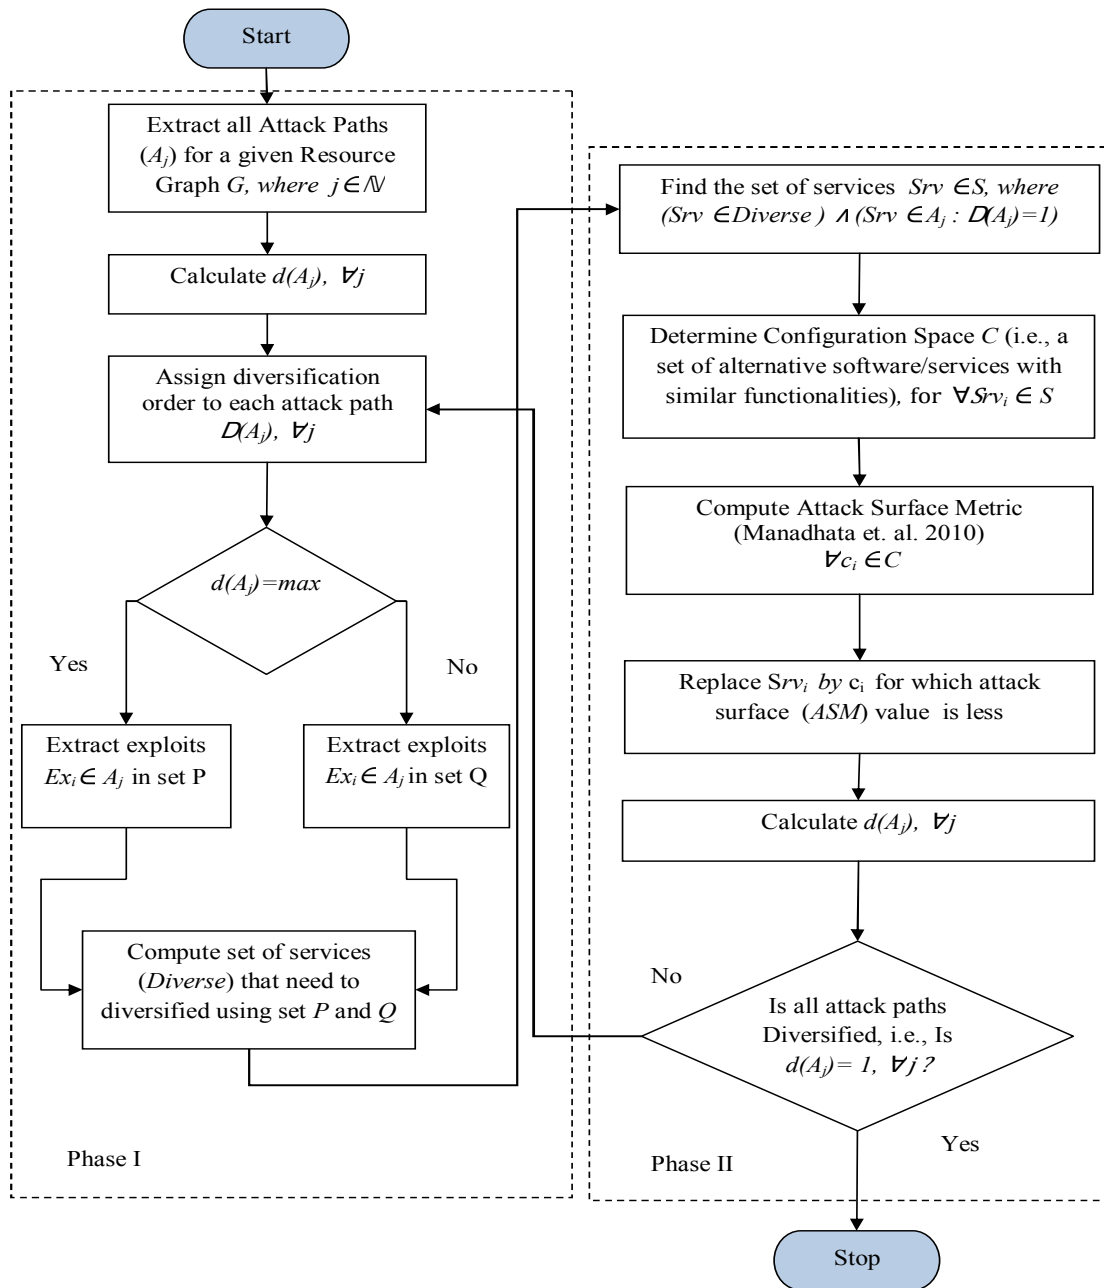 Start
Extract all Attack Paths
(Aj) for a given Resource
Graph G, where j∈ℕ
Calculate d(Aj), ∀j
Assign diversification
order to each attack path
D(Aj), ∀j
d(Aj)=max
Yes
No
Extract exploits
Exi∈ Aj in set P
Extract exploits
Exi∈ Aj in set Q
Compute set of services
(Diverse) that need to
diversified using set P and Q
Phase I
Find the set of services Srv ∈S, where
(Srv ∈Diverse ) ∧ (Srv ∈Aj : D(Aj)=1)
Determine Configuration Space C (i.e., a
set of alternative software/services with
similar functionalities), for ∀Srvi ∈ S
Compute Attack Surface Metric
(Manadhata et. al. 2010)
∀ci ∈C
Replace Srvi by ci for which attack
surface (ASM) value is less
Calculate d(Aj), ∀j
No
Is all attack paths
Diversified, i.e., Is
d(Aj)= 1, ∀j ?
Yes
Phase II
Stop